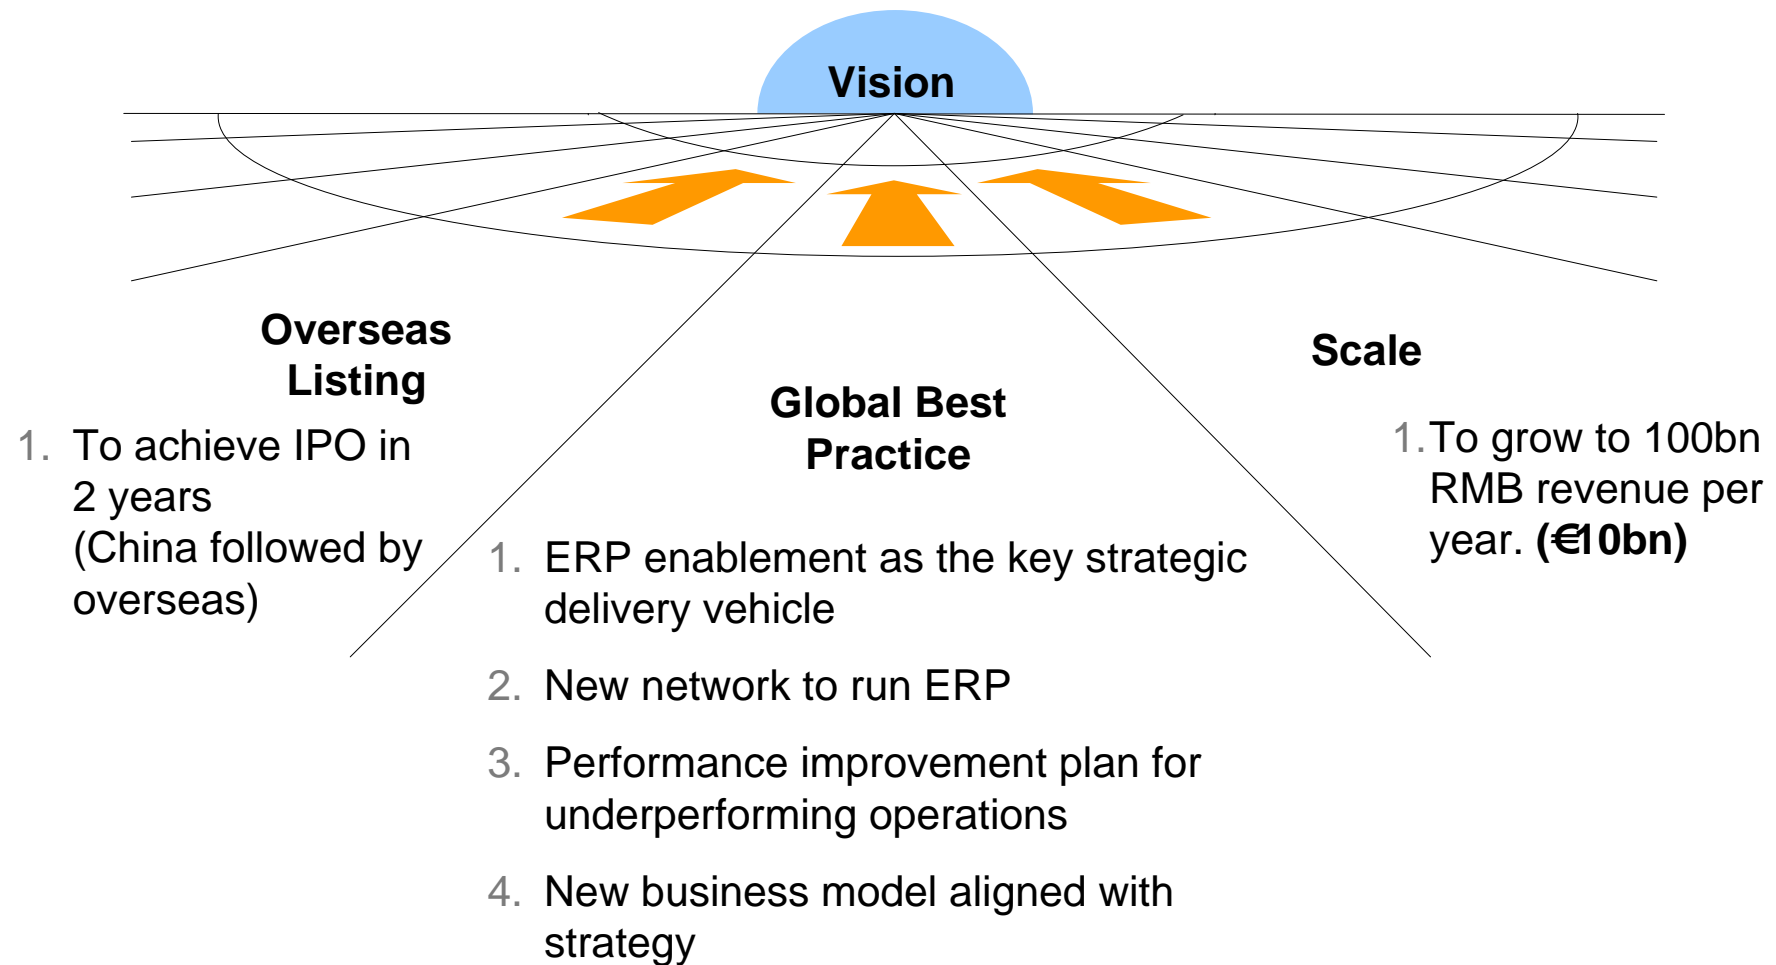 Vision
Overseas
Listing
1. To achieve IPO in
2 years
(China followed by
overseas)
Global Best
Practice
1. ERP enablement as the key strategic
delivery vehicle
2. New network to run ERP
3. Performance improvement plan for
underperforming operations
4. New business model aligned with
strategy
Scale
1. To grow to 100bn
RMB revenue per
year. (€10bn)